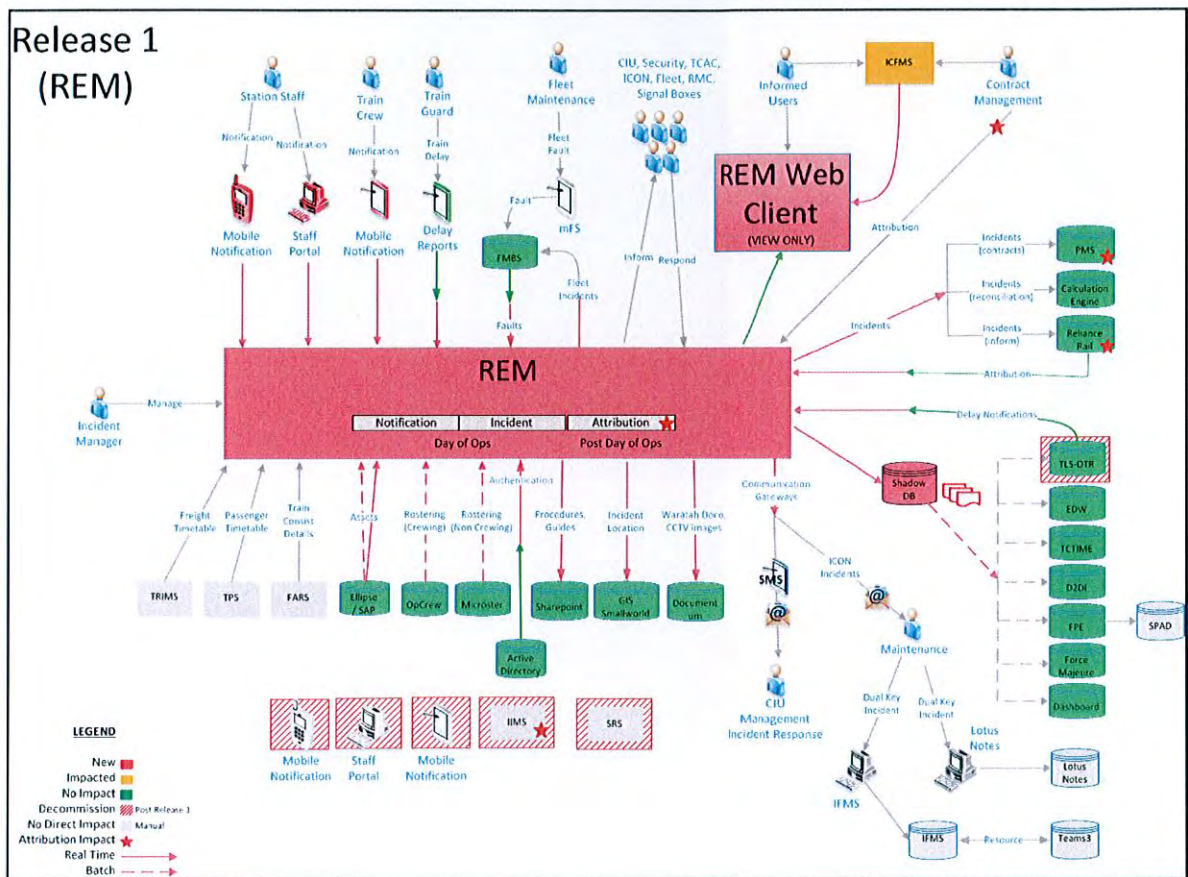 Release 1
(REM)
Station Staff
Train
Crew
Train
Guard
Fleet
Maintenance
CIU, Security, TCAC,
ICON, Fleet, RMC,
Signal Boxes
Informed
Users
ICFMS
Contract
Management
Notification
Notification
Notification
Train
Delay
Fleet
Fault
Fault
Mobile
Notification
Staff
Portal
Mobile
Notification
Delay
Reports
mFS
FMBS
Faults
Fleet
Incidents
Inform
Respond
REM Web
Client
(VIEW ONLY)
Attribution
Incidents
Incidents
(contracts)
PMS
Incidents
(reconciliation)
Calculation
Engine
Incidents
(inform)
Reliance
Rail
Attribution
REM
Incident
Manager
Manage
Notification
Incident
Attribution
Day of Ops
Post Day of Ops
Delay Notifications
TLS-OTR
Shadow
DB
EDW
TCTIME
D2DI
FPE
SPAD
Force
Majeure
Dashboard
Freight
Timetable
Passenger
Timetable
Train
Consist
Details
Assets
Rostering
(Crewing)
Rostering
(Non Crewing)
Authentication
Procedures,
Guides
Incident
Location
Waratah Doco,
CCTV images
Communication
Gateways
TRIMS
TPS
FARS
Ellipse
/ SAP
OpCrew
Microster
Sharepoint
GIS
Smallworld
Document
um
Active
Directory
SMS
@
ICON
Incidents
@
Maintenance
CIU
Management
Incident Response
Dual Key
Incident
Dual Key
Incident
IFMS
Lotus
Notes
Lotus
Notes
IFMS
Resource
Teams3
Mobile
Notification
Staff
Portal
Mobile
Notification
IIMS
SRS
LEGEND
New
Impacted
No Impact
Decommission
Post Release 1
No Direct Impact
Manual
Attribution Impact
Real Time
Batch